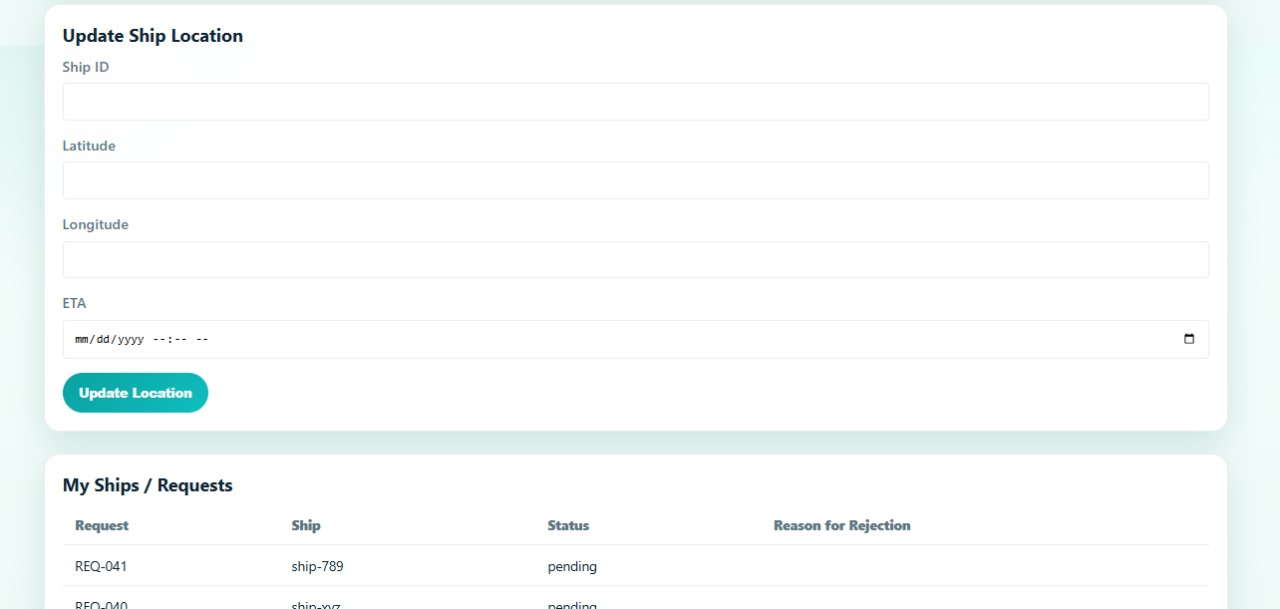 Update Ship Location
Ship ID
Latitude
Longitude
ETA
mm/dd/yyyy --:-- --
Update Location
My Ships / Requests
Request Ship Status Reason for Rejection
REQ-041 ship-789 pending
REQ-040 ship-xyz pending